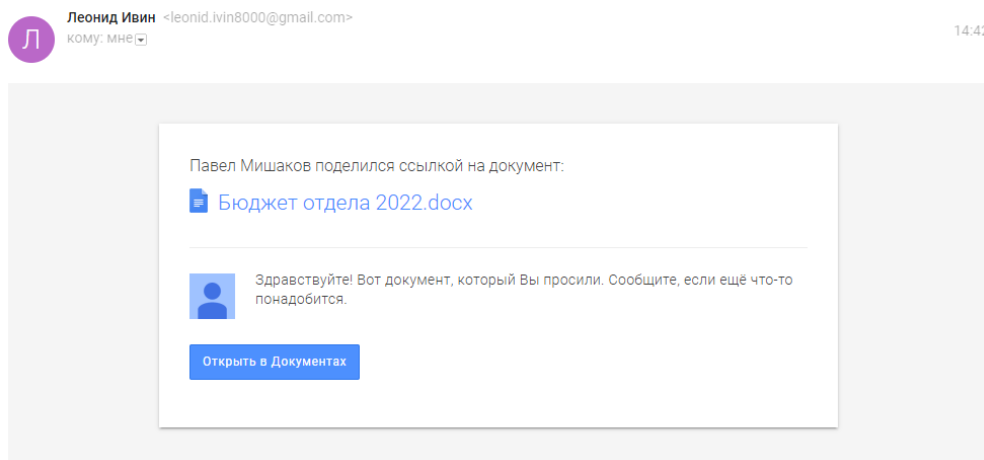 Леонид Ивин <leonid.ivin8000@gmail.com>
кому: мне
14:42
Л
Павел Мишаков поделился ссылкой на документ:
Бюджет отдела 2022.docx
Здравствуйте! Вот документ, который Вы просили. Сообщите, если ещё что-то
понадобится.
Открыть в Документах